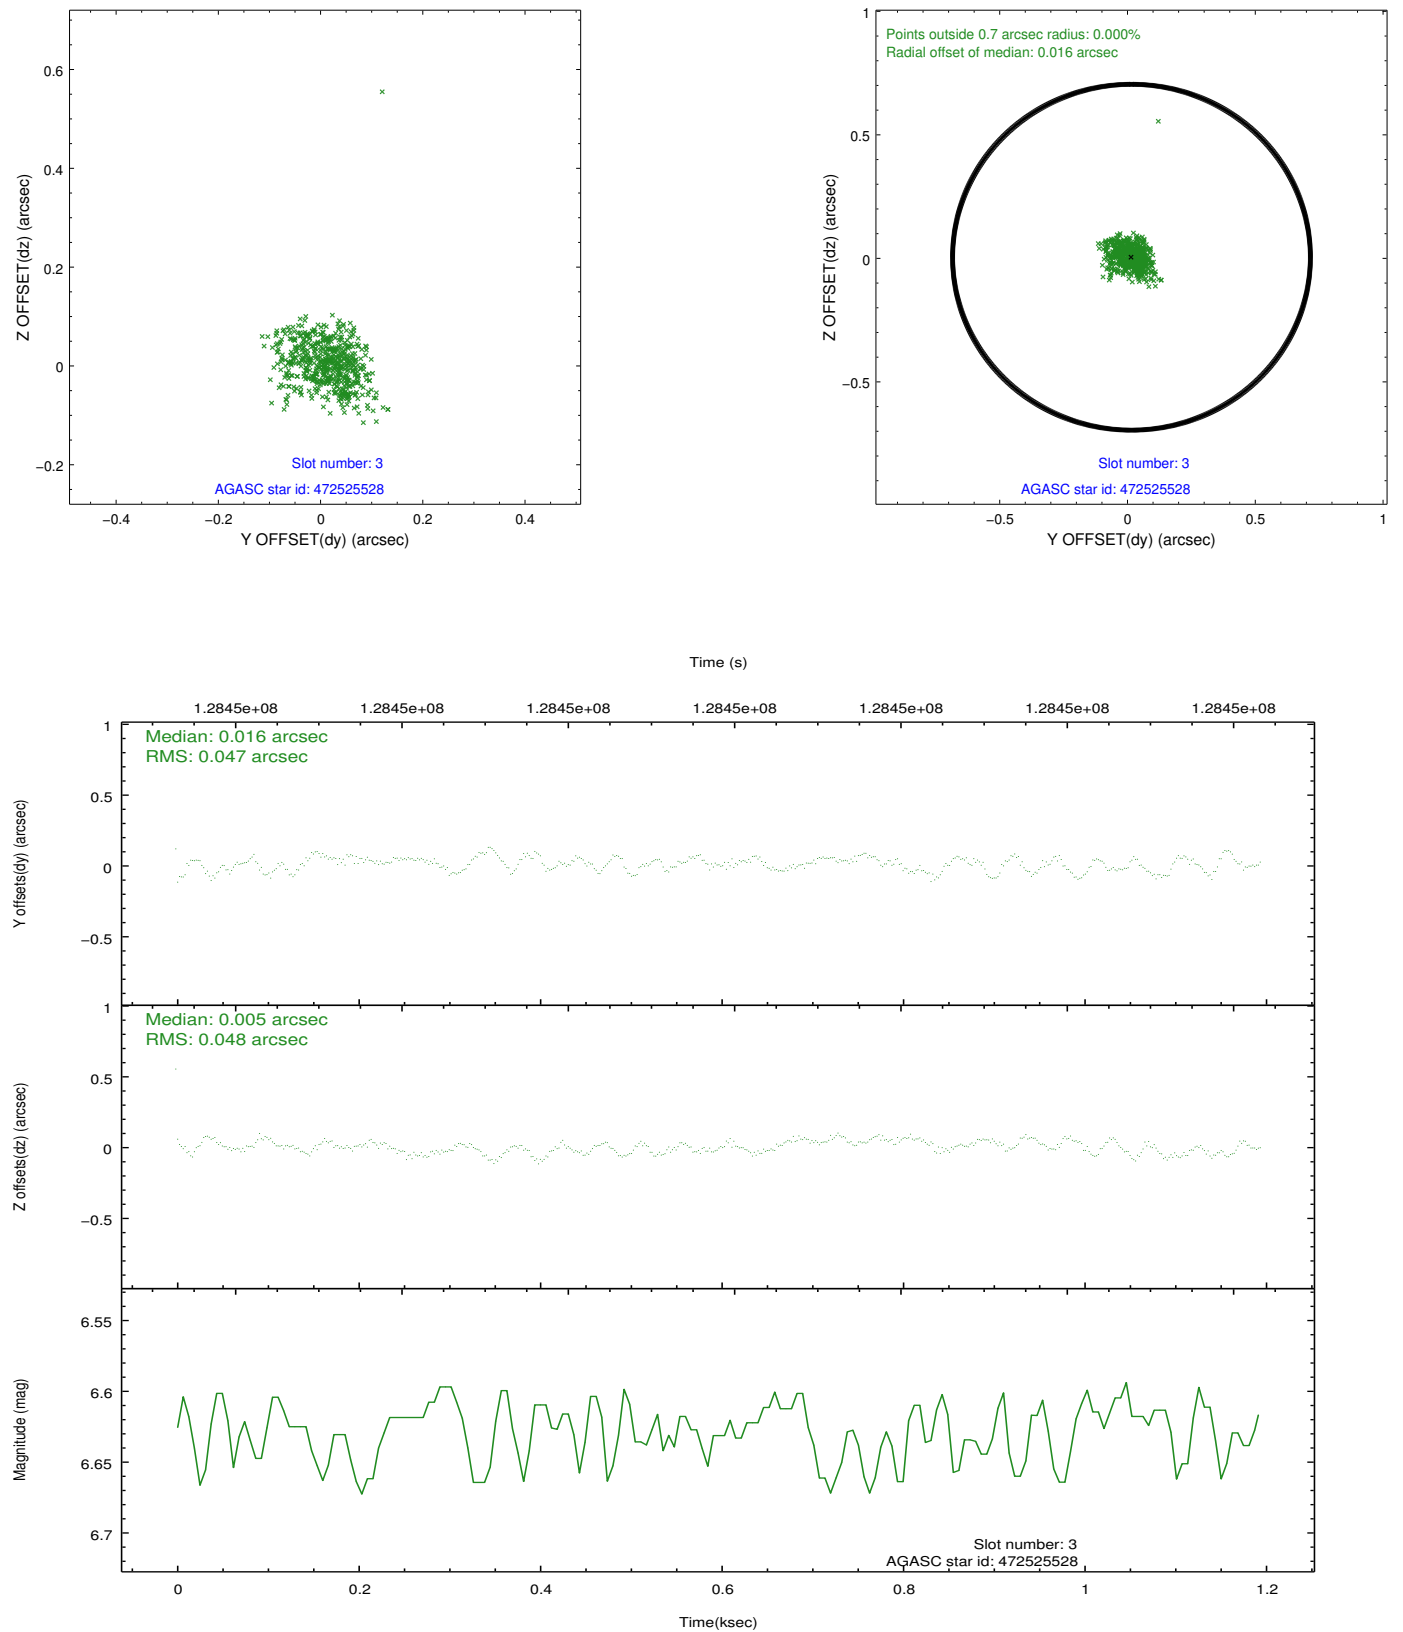 0.6
0.4
0.2
0
−0.2
Z OFFSET(dz) (arcsec)
Slot number: 3
AGASC star id: 472525528
−0.4 −0.2 0 0.2 0.4
Y OFFSET(dy) (arcsec)
1
0.5
0
−0.5
Z OFFSET(dz) (arcsec)
Points outside 0.7 arcsec radius: 0.000%
Radial offset of median: 0.016 arcsec
Slot number: 3
AGASC star id: 472525528
−0.5 0 0.5 1
Y OFFSET(dy) (arcsec)
Time (s)
1.2845e+08 1.2845e+08 1.2845e+08 1.2845e+08 1.2845e+08 1.2845e+08 1.2845e+08
1
0.5
0
−0.5
Y offsets(dy) (arcsec)
Median: 0.016 arcsec
RMS: 0.047 arcsec
1
0.5
0
−0.5
Z offsets(dz) (arcsec)
Median: 0.005 arcsec
RMS: 0.048 arcsec
6.55
6.6
6.65
6.7
Magnitude (mag)
Slot number: 3
AGASC star id: 472525528
0 0.2 0.4 0.6 0.8 1 1.2
Time(ksec)